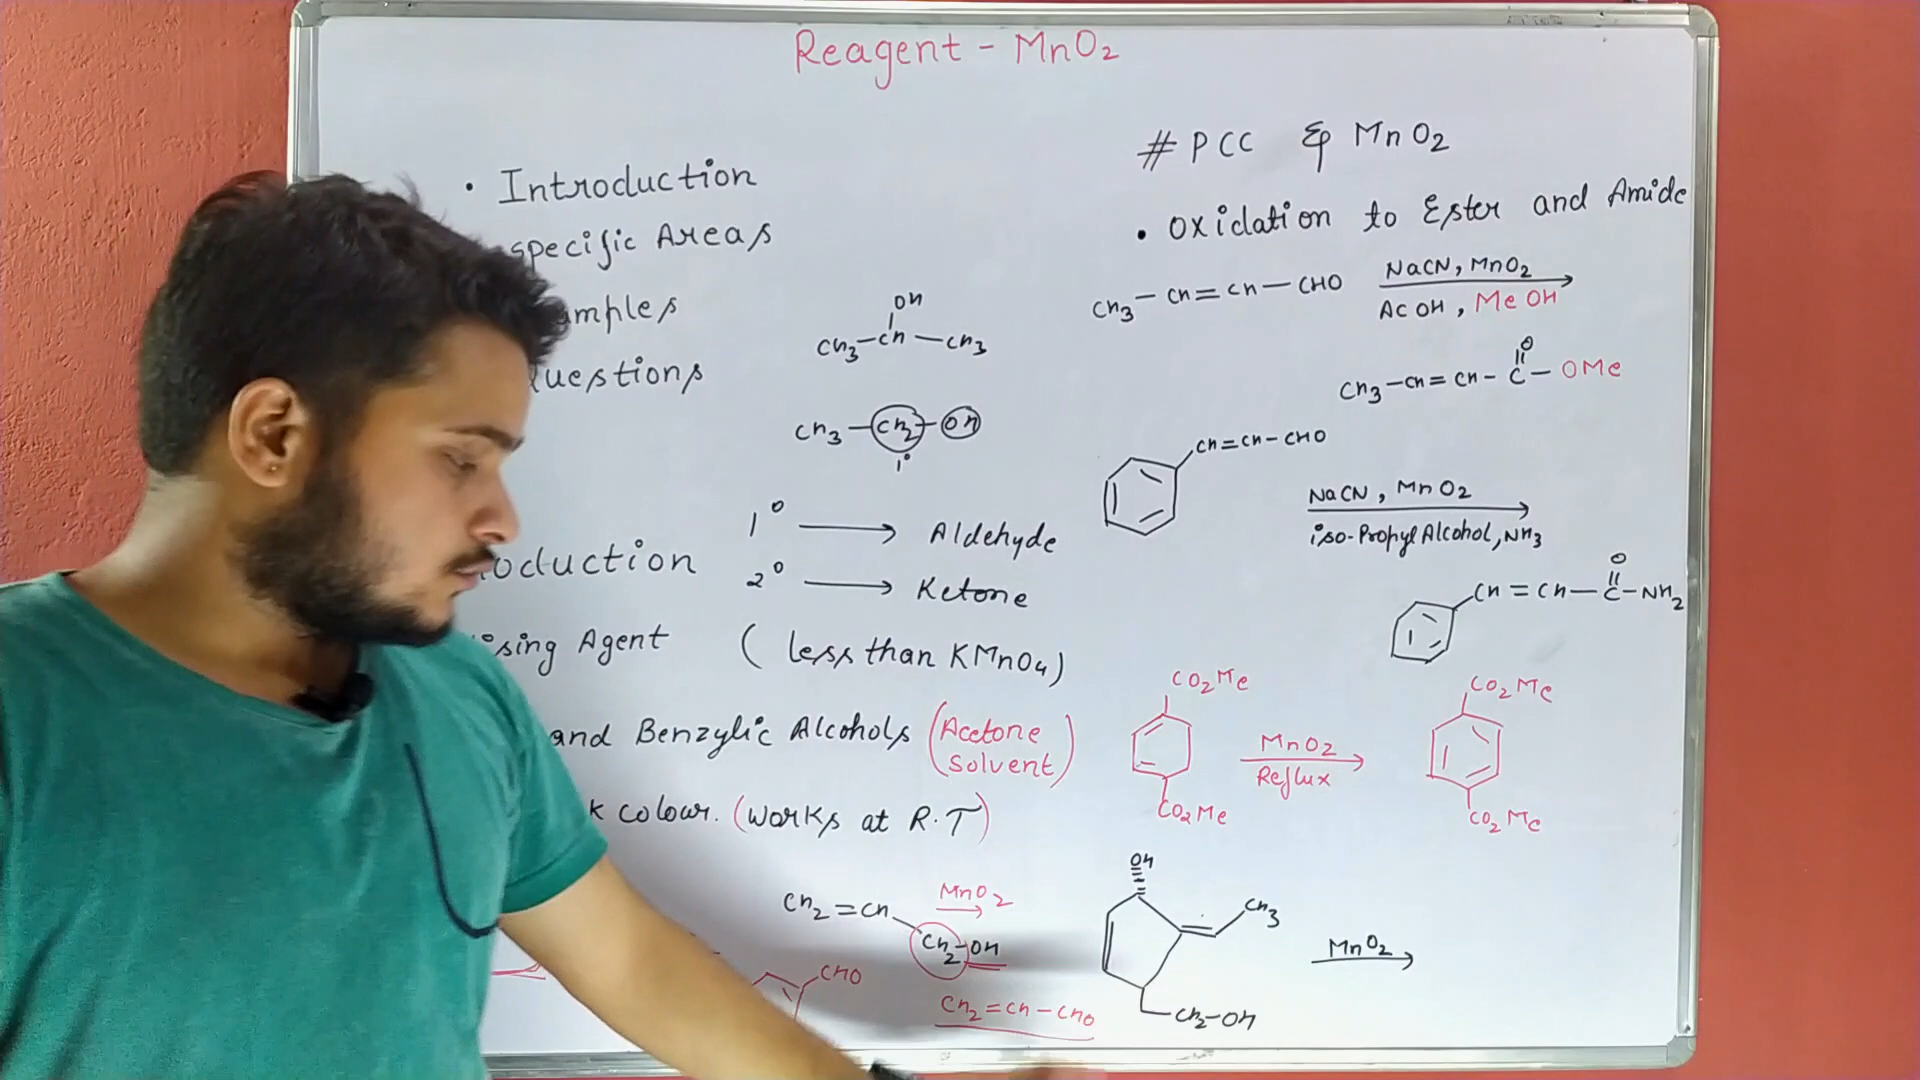 Reagent - MnO2
• Introduction
specific Areas
mples
uestions
OH
CH3-CH-CH3
CH3-CH2-OH
1°
oduction
1° → Aldehyde
2° → Ketone
ising Agent (less than KMnO4)
and Benzylic Alcohols (Acetone solvent)
k colour. (works at R.T)
CH2=CH
CH2-OH
MnO2
CHO
CH2=CH-CHO
# PCC & MnO2
• Oxidation to Ester and Amide
CH3-CH=CH-CHO
NaCN, MnO2
AcOH, MeOH
O
CH3-CH=CH-C-OMe
CH=CH-CHO
NaCN, MnO2
iso-Propyl Alcohol, NH3
O
CH=CH-C-NH2
CO2Me
CO2Me
MnO2
Reflux
CO2Me
CO2Me
OH
CH3
CH2-OH
MnO2